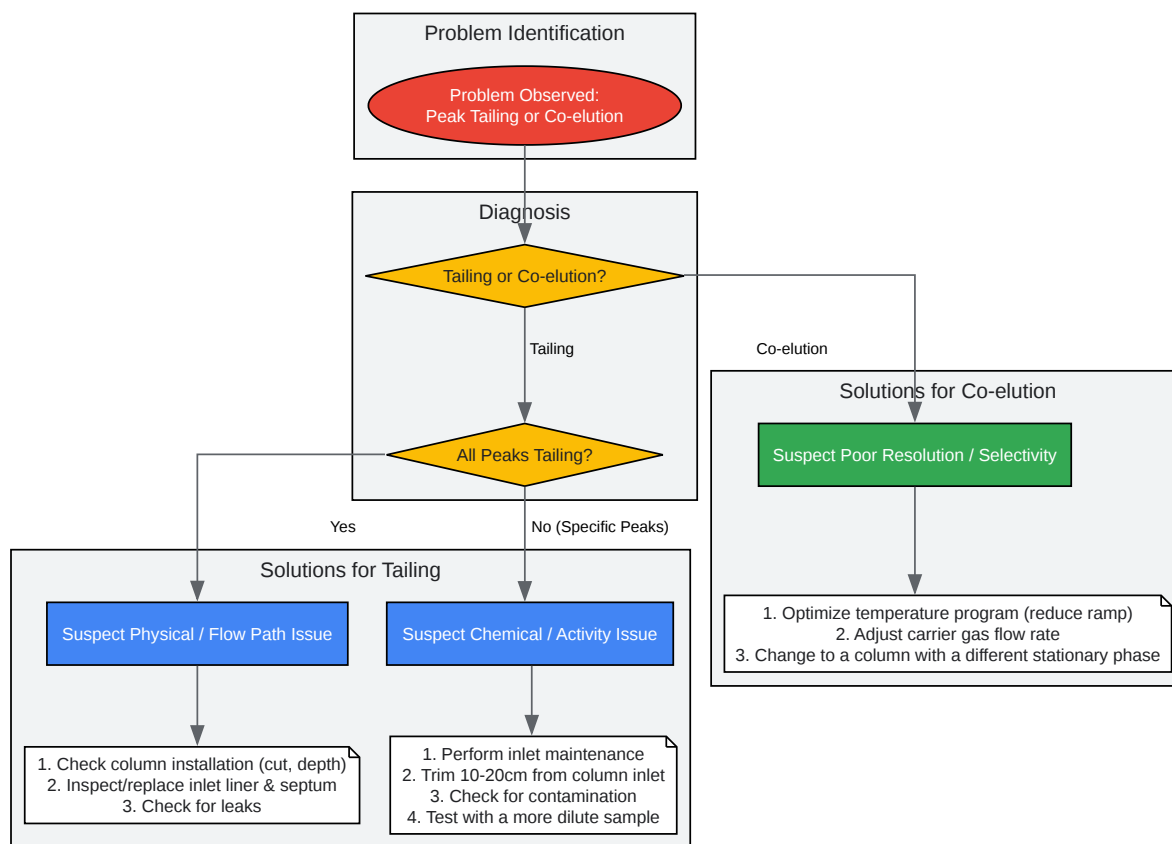 Problem Identification
Problem Observed:
Peak Tailing or Co-elution
Diagnosis
Tailing or Co-elution?
Tailing
Co-elution
All Peaks Tailing?
Yes
No (Specific Peaks)
Solutions for Co-elution
Suspect Poor Resolution / Selectivity
1. Optimize temperature program (reduce ramp)
2. Adjust carrier gas flow rate
3. Change to a column with a different stationary phase
Solutions for Tailing
Suspect Physical / Flow Path Issue
1. Check column installation (cut, depth)
2. Inspect/replace inlet liner & septum
3. Check for leaks
Suspect Chemical / Activity Issue
1. Perform inlet maintenance
2. Trim 10-20cm from column inlet
3. Check for contamination
4. Test with a more dilute sample